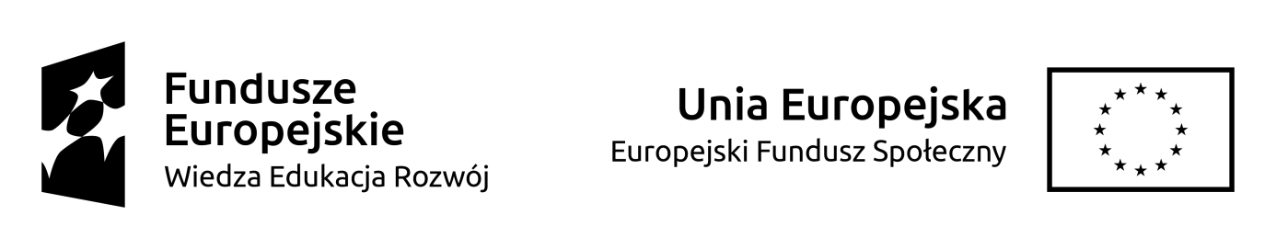 Fundusze
Europejskie
Wiedza Edukacja Rozwój
Unia Europejska
Europejski Fundusz Społeczny